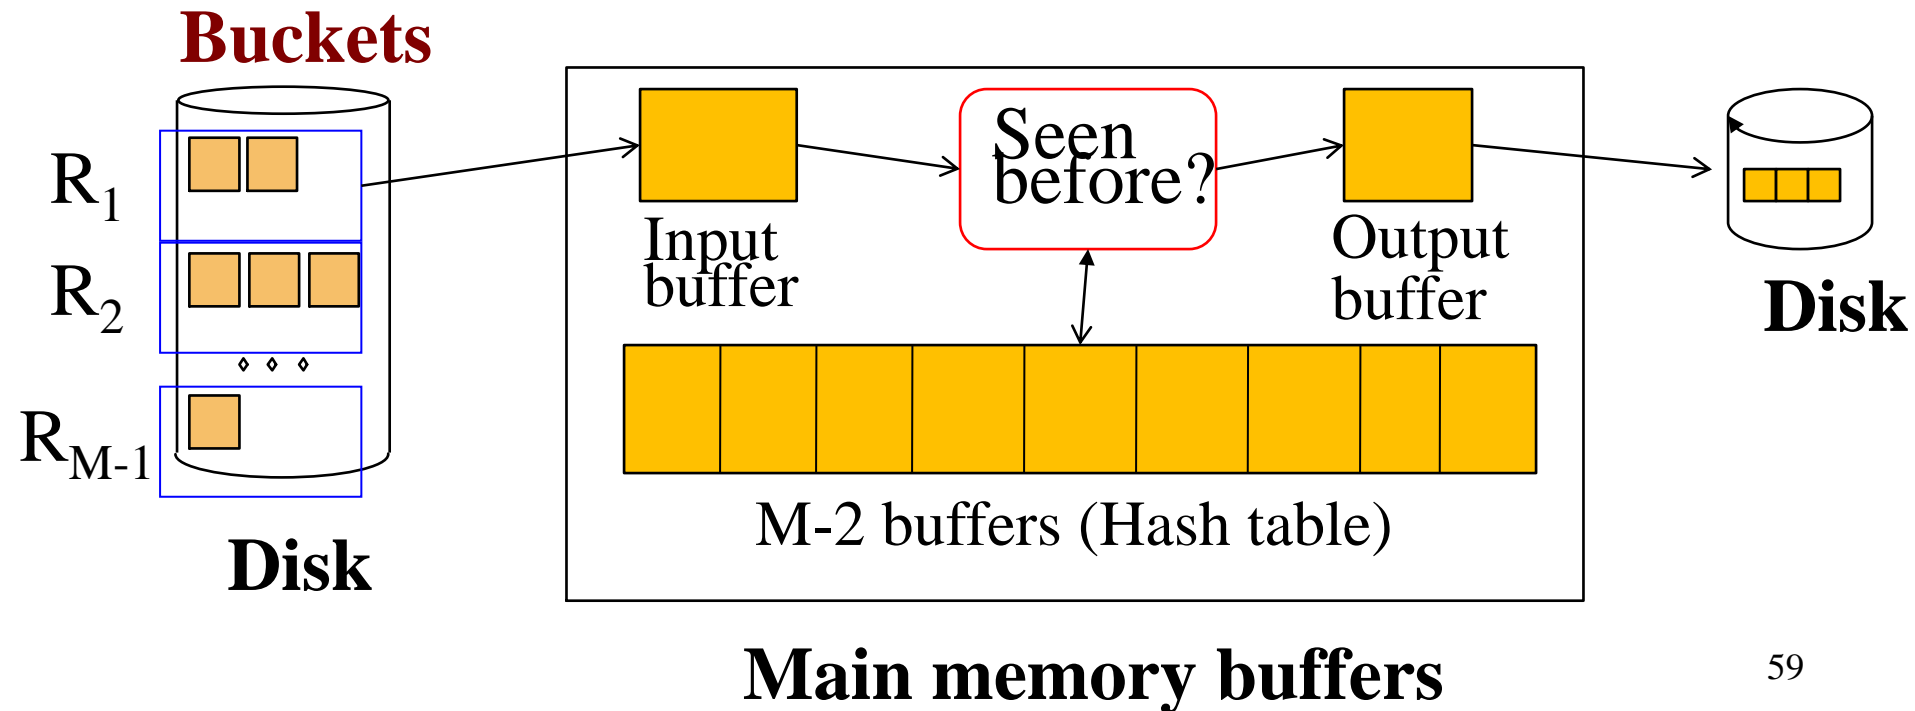 Buckets
R1
R2
RM-1
Disk
Input
buffer
Seen
before?
Output
buffer
M-2 buffers (Hash table)
Disk
Main memory buffers
59